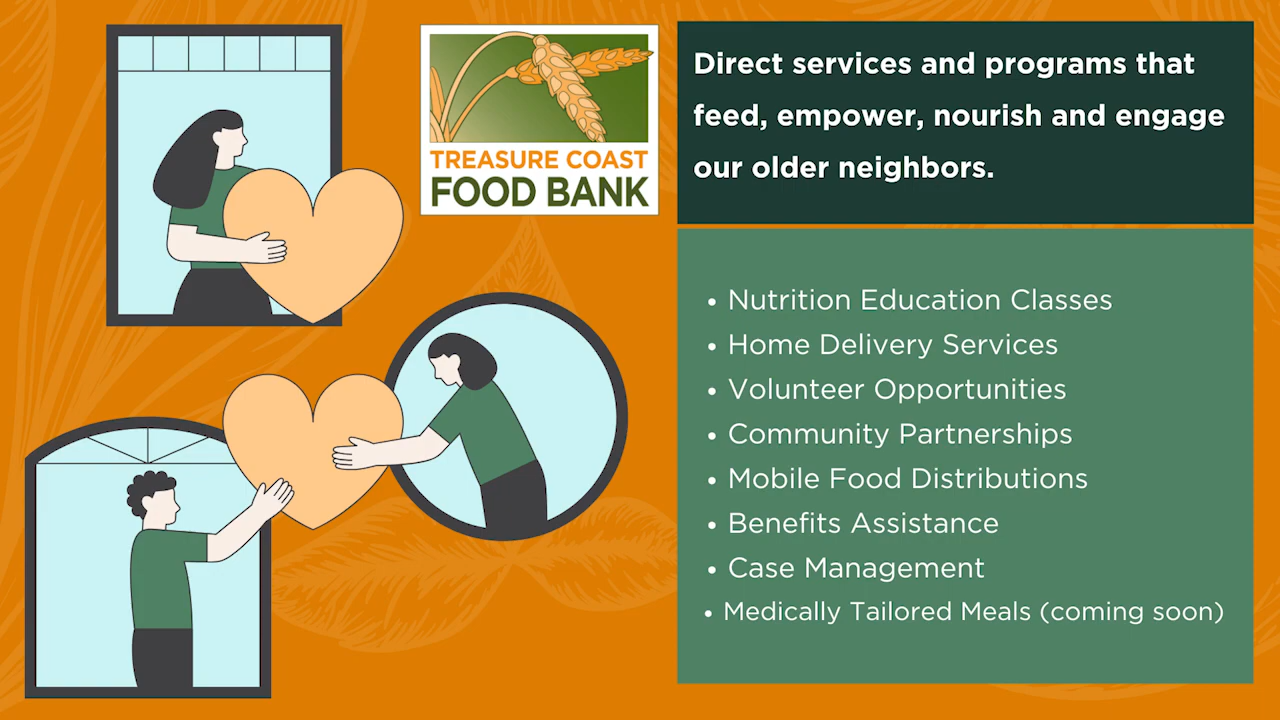 TREASURE COAST
FOOD BANK
Direct services and programs that
feed, empower, nourish and engage
our older neighbors.
• Nutrition Education Classes
• Home Delivery Services
• Volunteer Opportunities
• Community Partnerships
• Mobile Food Distributions
• Benefits Assistance
• Case Management
• Medically Tailored Meals (coming soon)